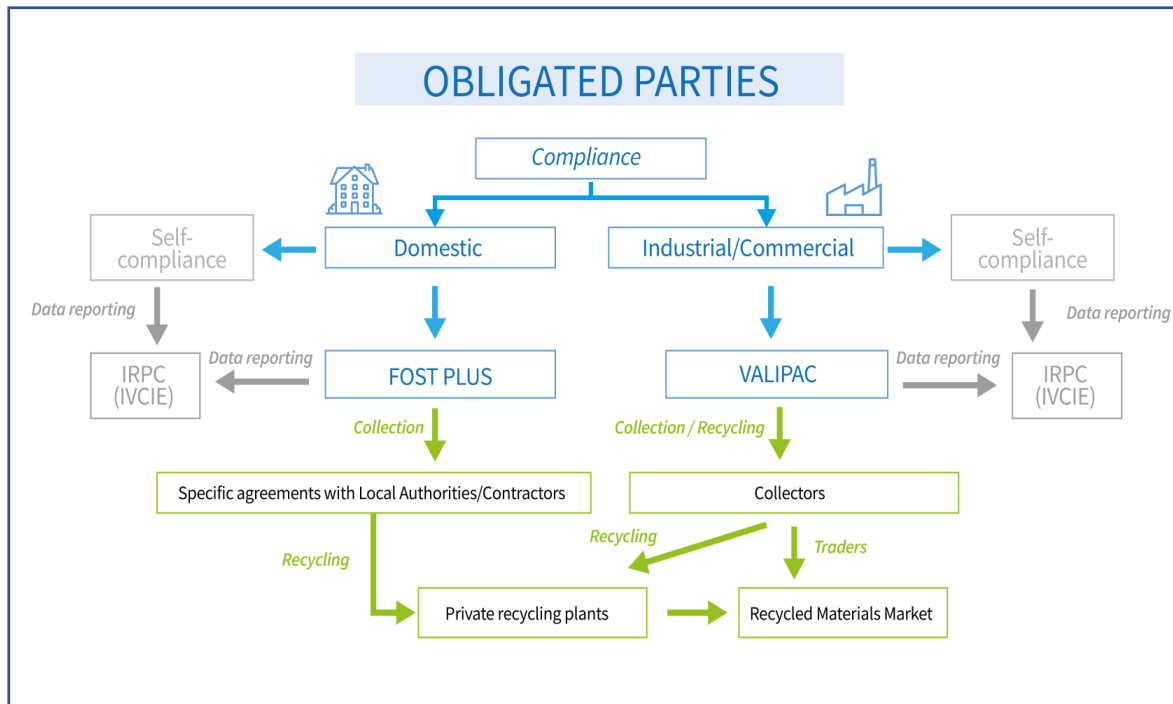 OBLIGATED PARTIES
Compliance
Self-
compliance
Domestic
Industrial/Commercial
Self-
compliance
Data reporting
Data reporting
IRPC
(IVCIE)
Data reporting
FOST PLUS
VALIPAC
Data reporting
IRPC
(IVCIE)
Collection
Collection / Recycling
Specific agreements with Local Authorities/Contractors
Collectors
Recycling
Recycling
Traders
Private recycling plants
Recycled Materials Market